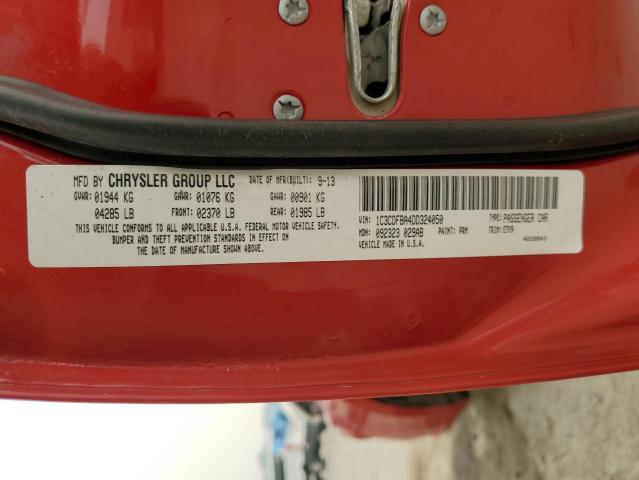 MFD BY CHRYSLER GROUP LLC DATE OF MFR(BUILT): 9-13
GVWR: 01944 KG GAWR: 01076 KG GAWR: 00901 KG
04285 LB FRONT: 02370 LB REAR: 01985 LB
THIS VEHICLE CONFORMS TO ALL APPLICABLE U.S.A. FEDERAL MOTOR VEHICLE SAFETY,
BUMPER AND THEFT PREVENTION STANDARDS IN EFFECT ON
THE DATE OF MANUFACTURE SHOWN ABOVE.
VIN: 1C3CDFBA4DD324050 TYPE: PASSENGER CAR
MDH: 092323 029AB PAINT: PRM TRIM: E7X9
VEHICLE MADE IN U.S.A.